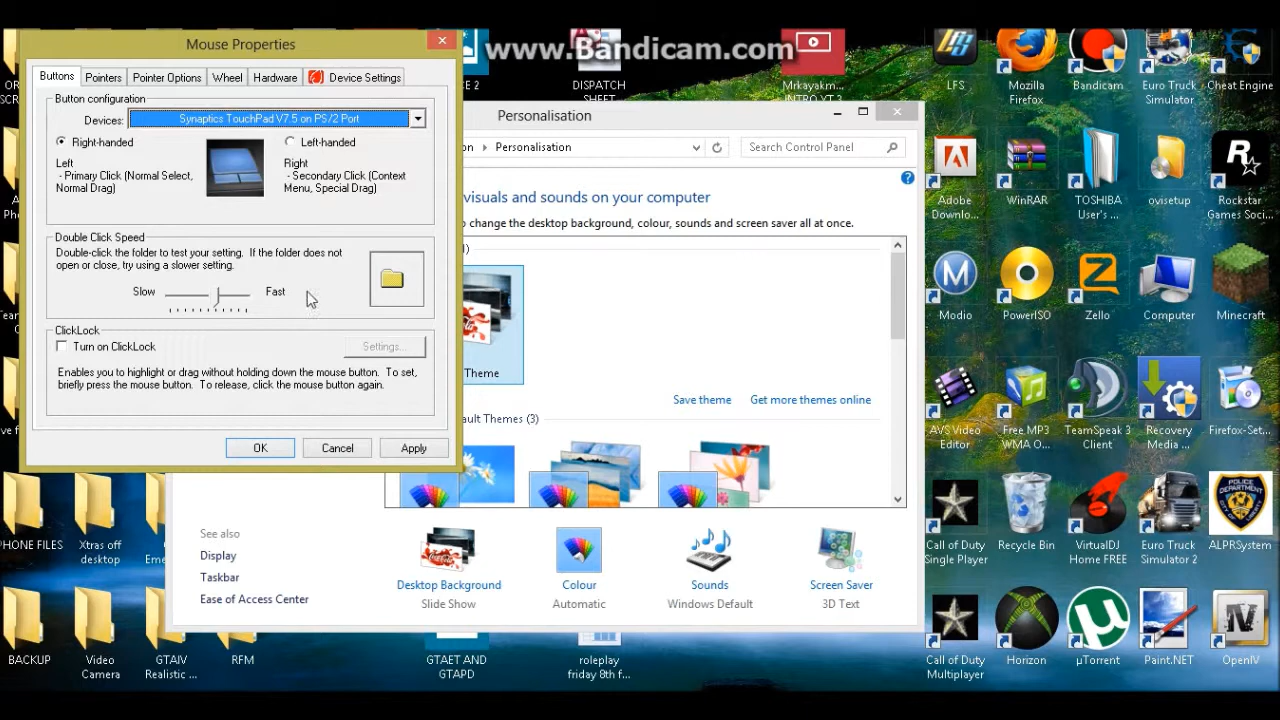 www.Bandicam.com
Mouse Properties
Buttons
Pointers
Pointer Options
Wheel
Hardware
Device Settings
Button configuration
Devices:
Synaptics TouchPad V7.5 on PS/2 Port
Right-handed
Left-handed
Left
- Primary Click (Normal Select,
Normal Drag)
Right
- Secondary Click (Context
Menu, Special Drag)
Double Click Speed
Double-click the folder to test your setting. If the folder does not
open or close, try using a slower setting.
Slow
Fast
ClickLock
Turn on ClickLock
Settings...
Enables you to highlight or drag without holding down the mouse button. To set,
briefly press the mouse button. To release, click the mouse button again.
OK
Cancel
Apply
Personalisation
Personalisation
Search Control Panel
visuals and sounds on your computer
to change the desktop background, colour, sounds and screen saver all at once.
Theme
Save theme
Get more themes online
ault Themes (3)
See also
Display
Taskbar
Ease of Access Center
Desktop Background
Slide Show
Colour
Automatic
Sounds
Windows Default
Screen Saver
3D Text
DISPATCH
SHEET
Mrkayakm...
INTRO YT 3
LFS
Mozilla
Firefox
Bandicam
Euro Truck
Simulator
Cheat Engine
Adobe
Downlo...
WinRAR
TOSHIBA
User's ...
ovisetup
Rockstar
Games Soci...
Modio
PowerISO
Zello
Computer
Minecraft
AVS Video
Editor
Free MP3
WMA O...
TeamSpeak 3
Client
Recovery
Media ...
Firefox-Set...
Call of Duty
Single Player
Recycle Bin
VirtualDJ
Home FREE
Euro Truck
Simulator 2
ALPRSystem
Call of Duty
Multiplayer
Horizon
µTorrent
Paint.NET
OpenIV
PHONE FILES
Xtras off
desktop
BACKUP
Video
Camera
GTAIV
Realistic ...
RFM
GTAET AND
GTAPD
roleplay
friday 8th f...